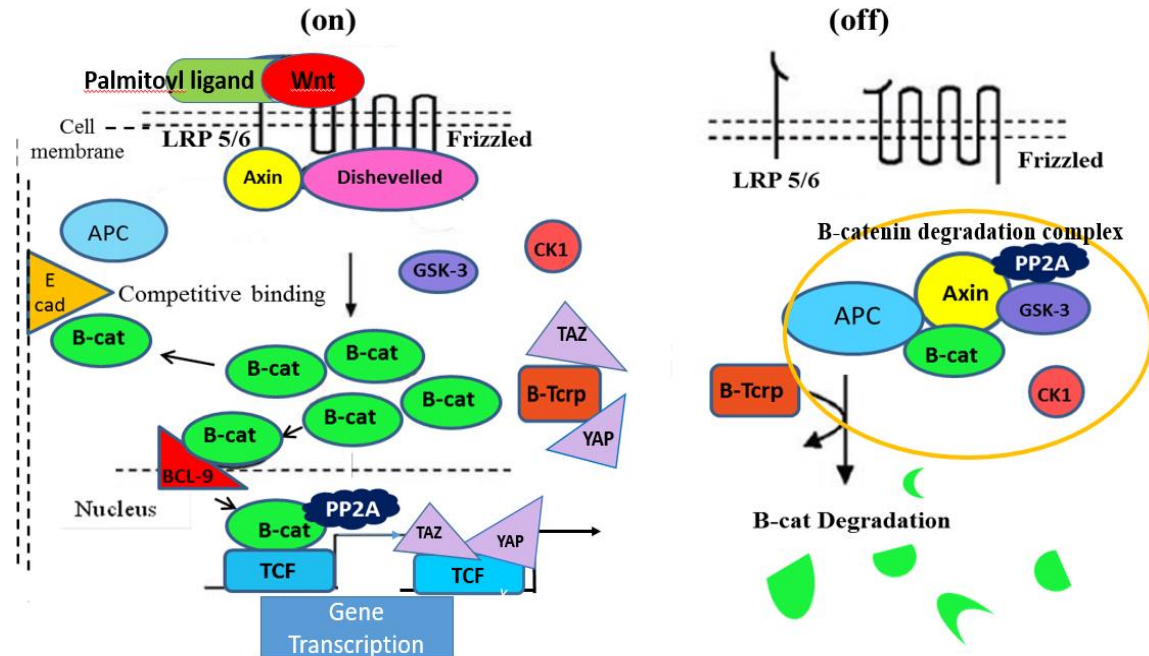 (on)
Palmitoyl ligand
Wnt
Cell
membrane
LRP 5/6
Frizzled
Axin
Dishevelled
APC
GSK-3
CK1
E
cad
Competitive binding
B-cat
B-cat
B-cat
B-cat
B-cat
B-cat
TAZ
B-Tcrp
YAP
BCL-9
Nucleus
B-cat
PP2A
TCF
TAZ
YAP
TCF
Gene
Transcription
(off)
LRP 5/6
Frizzled
B-catenin degradation complex
PP2A
Axin
GSK-3
APC
B-cat
B-Tcrp
CK1
B-cat Degradation